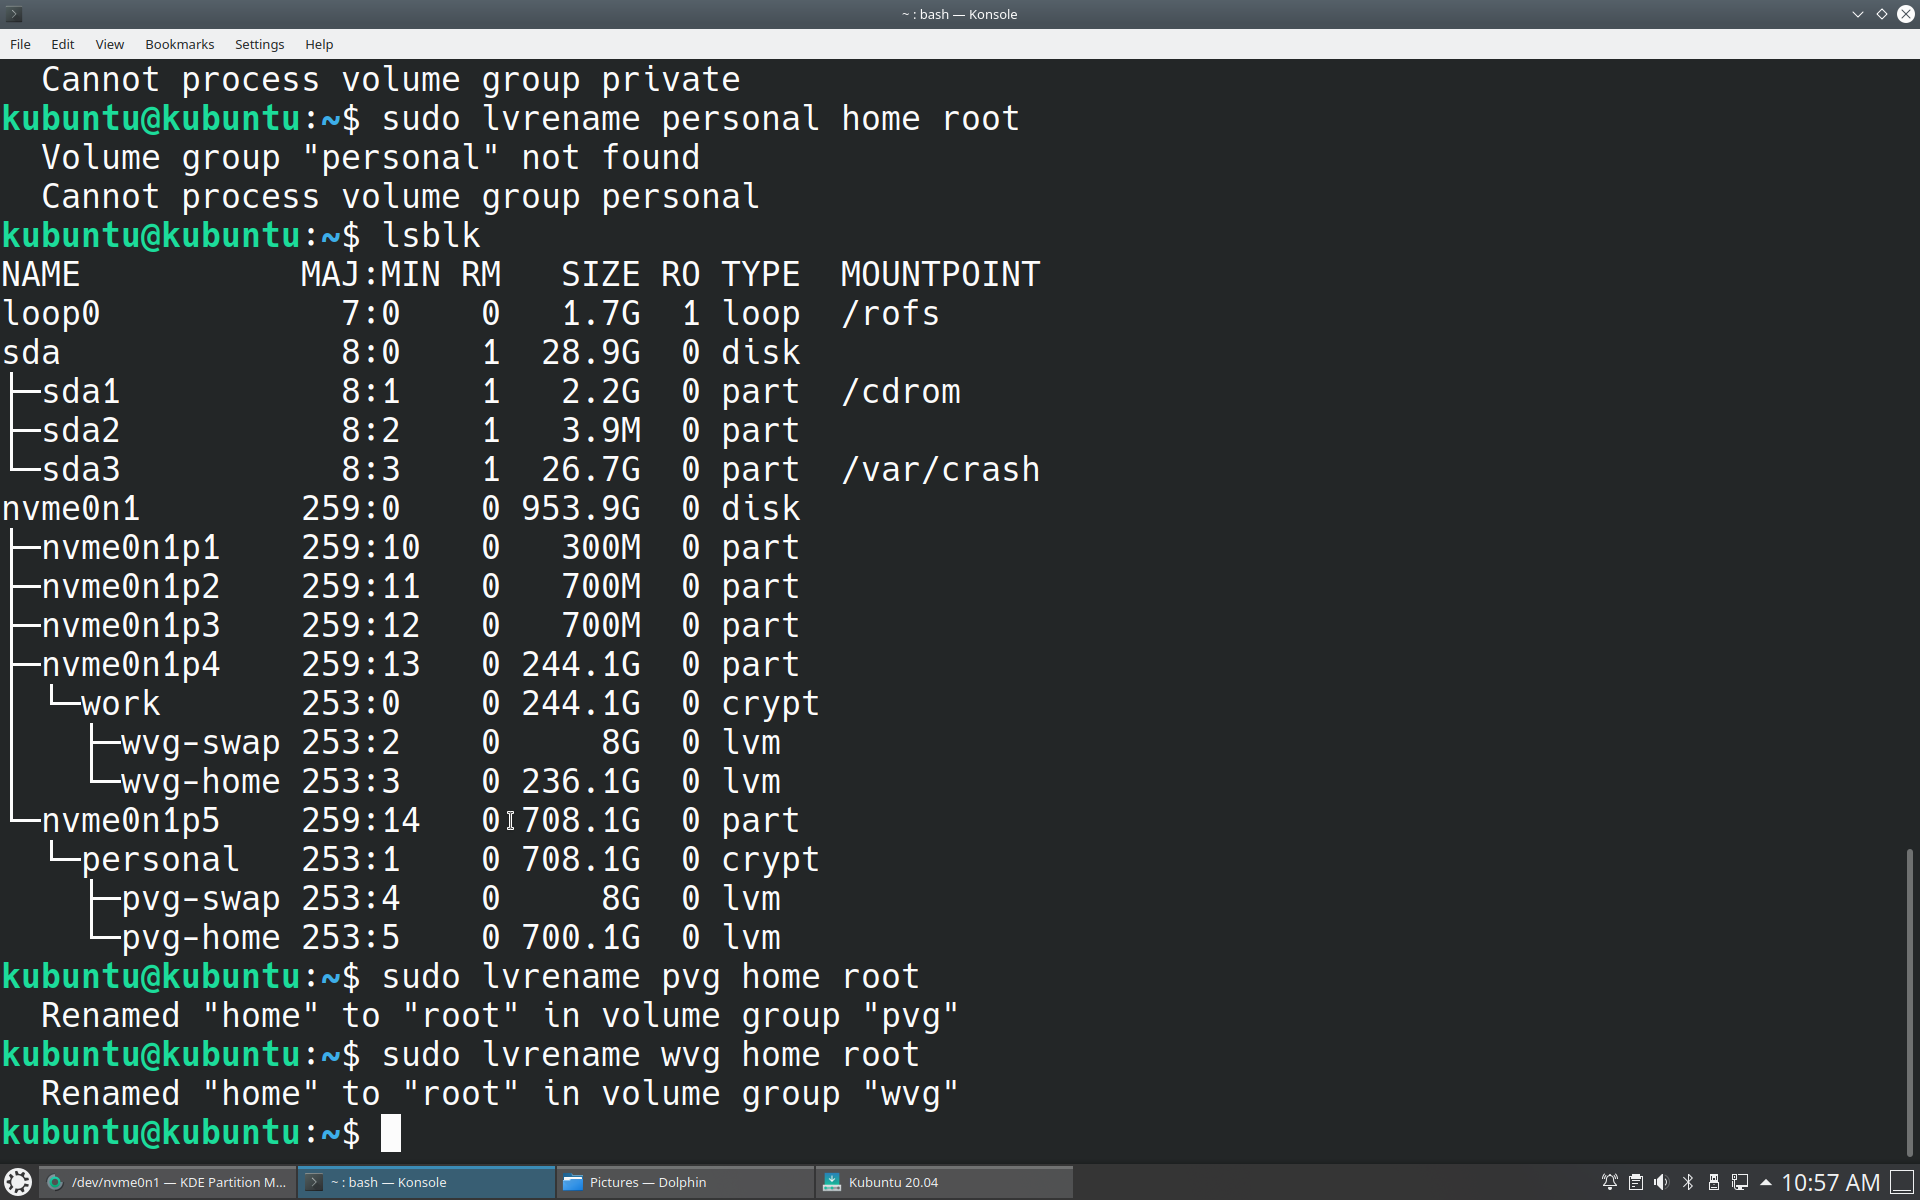 ~ : bash — Konsole
File Edit View Bookmarks Settings Help
Cannot process volume group private
kubuntu@kubuntu:~$ sudo lvrename personal home root
Volume group "personal" not found
Cannot process volume group personal
kubuntu@kubuntu:~$ lsblk
NAME MAJ:MIN RM SIZE RO TYPE MOUNTPOINT
loop0 7:0 0 1.7G 1 loop /rofs
sda 8:0 1 28.9G 0 disk
├─sda1 8:1 1 2.2G 0 part /cdrom
├─sda2 8:2 1 3.9M 0 part
└─sda3 8:3 1 26.7G 0 part /var/crash
nvme0n1 259:0 0 953.9G 0 disk
├─nvme0n1p1 259:10 0 300M 0 part
├─nvme0n1p2 259:11 0 700M 0 part
├─nvme0n1p3 259:12 0 700M 0 part
├─nvme0n1p4 259:13 0 244.1G 0 part
│ └─work 253:0 0 244.1G 0 crypt
│ ├─wvg-swap 253:2 0 8G 0 lvm
│ └─wvg-home 253:3 0 236.1G 0 lvm
└─nvme0n1p5 259:14 0 708.1G 0 part
└─personal 253:1 0 708.1G 0 crypt
├─pvg-swap 253:4 0 8G 0 lvm
└─pvg-home 253:5 0 700.1G 0 lvm
kubuntu@kubuntu:~$ sudo lvrename pvg home root
Renamed "home" to "root" in volume group "pvg"
kubuntu@kubuntu:~$ sudo lvrename wvg home root
Renamed "home" to "root" in volume group "wvg"
kubuntu@kubuntu:~$
/dev/nvme0n1 — KDE Partition M... ~ : bash — Konsole Pictures — Dolphin Kubuntu 20.04 10:57 AM